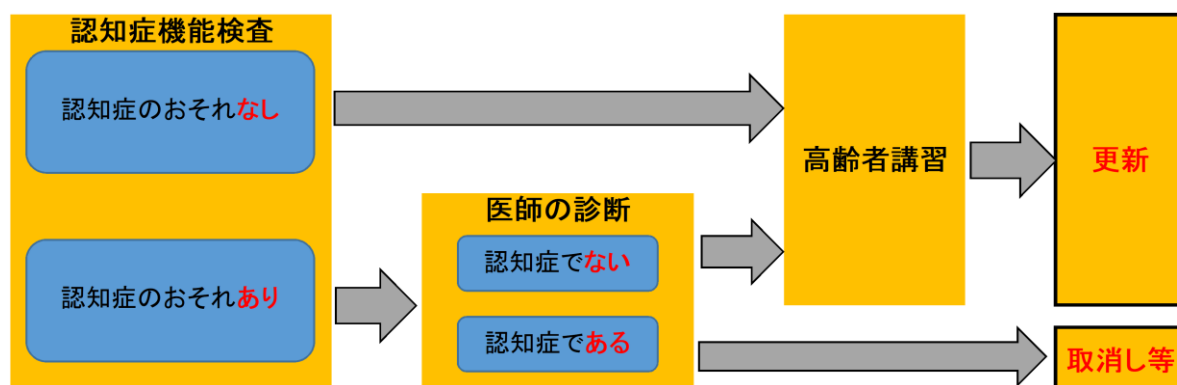 認知症機能検査
認知症のおそれなし
認知症のおそれあり
医師の診断
認知症でない
認知症である
高齢者講習
更新
取消し等